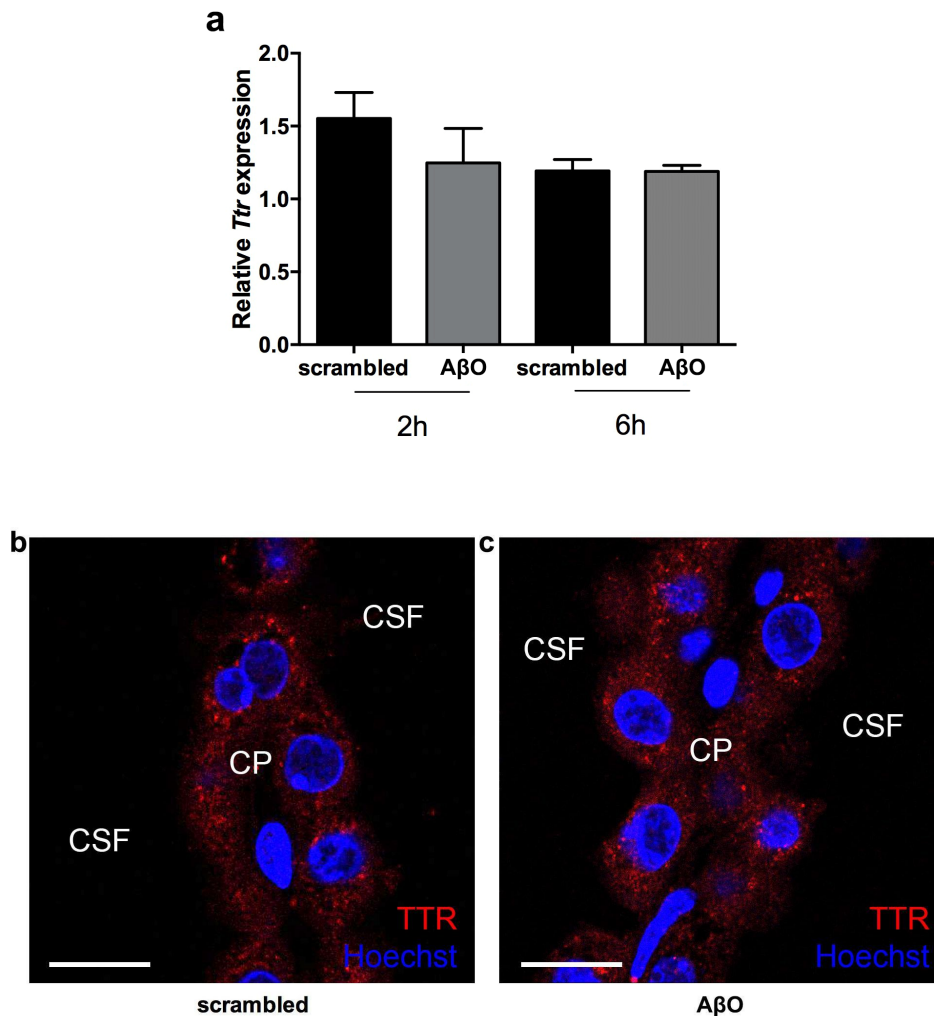 a
Relative Ttr expression
2.0
1.5
1.0
0.5
0.0
scrambled AβO scrambled AβO
2h 6h
b c
CSF
CP
CSF
TTR
Hoechst
CSF
CSF
CP
TTR
Hoechst
scrambled AβO